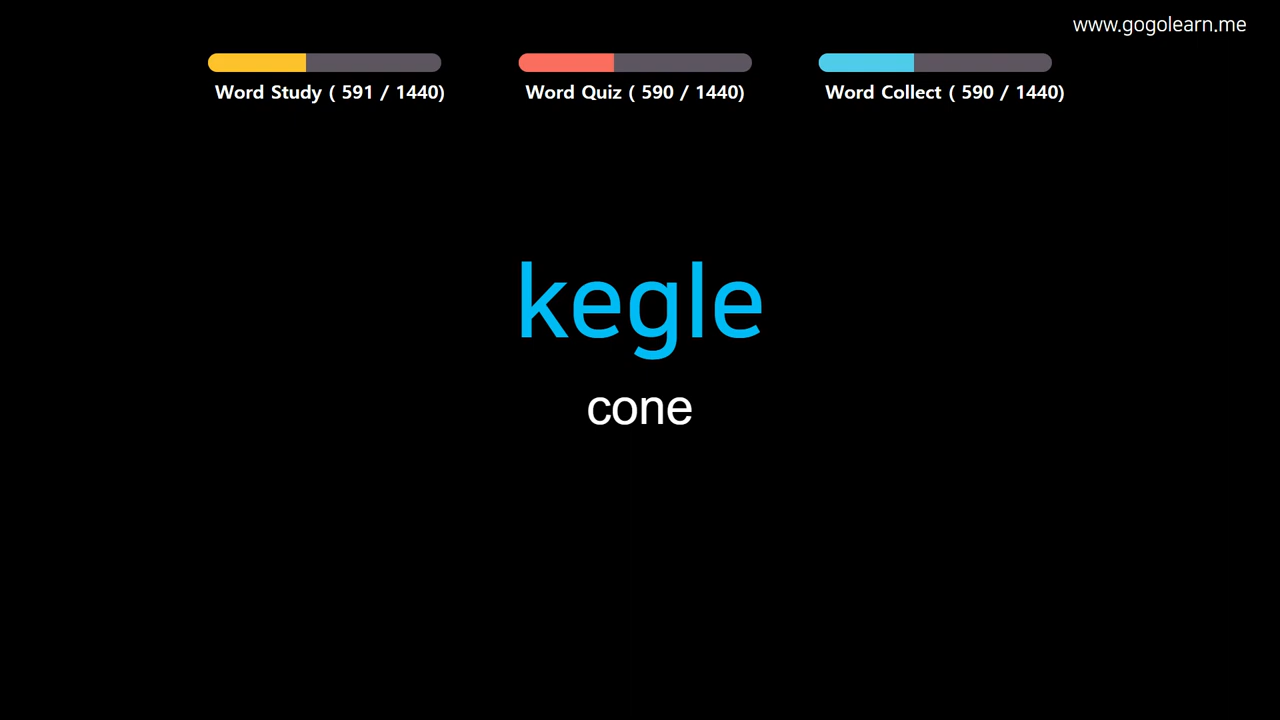 www.gogolearn.me
Word Study ( 591 / 1440)
Word Quiz ( 590 / 1440)
Word Collect ( 590 / 1440)
kegle
cone